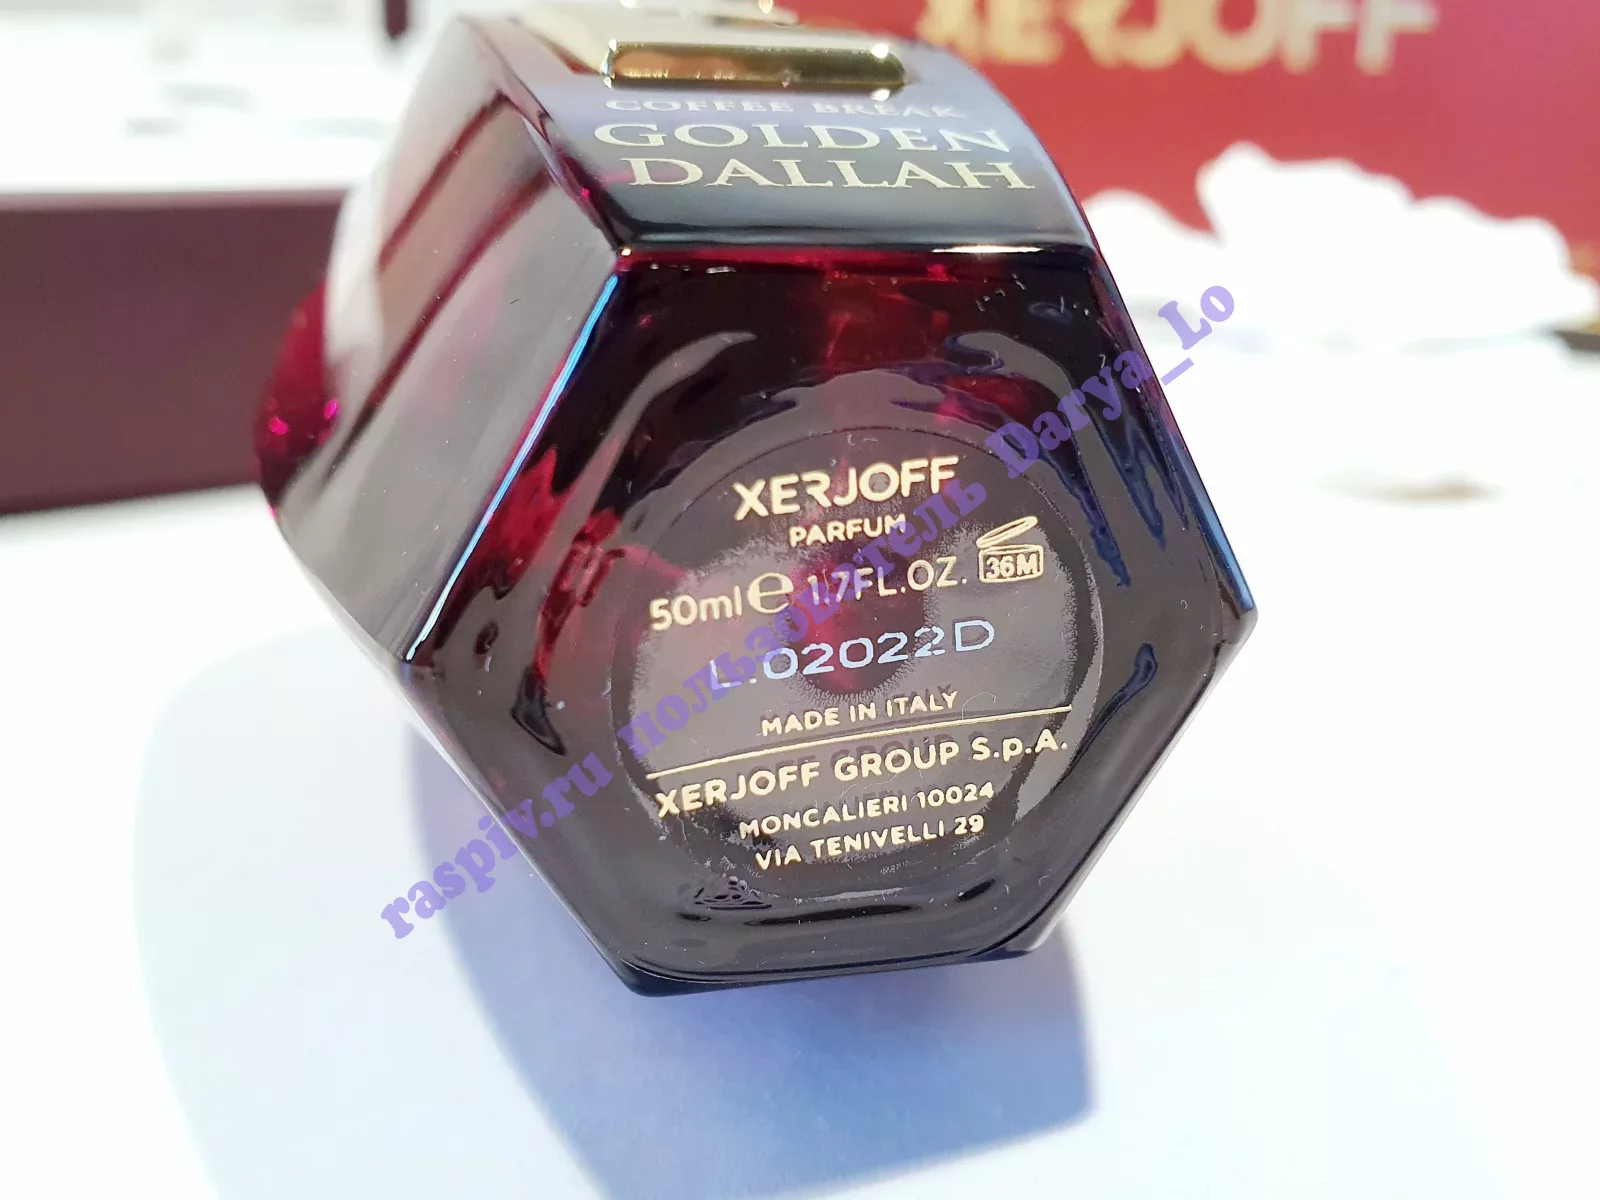 XERJOFF
COFFEE BREAK
GOLDEN
DALLAH
XERJOFF
PARFUM
50ml e 1.7FL.OZ. 36M
L.02022D
MADE IN ITALY
XERJOFF GROUP S.p.A.
MONCALIERI 10024
VIA TENIVELLI 29
raspiv.ru пользователь Darya_Lo